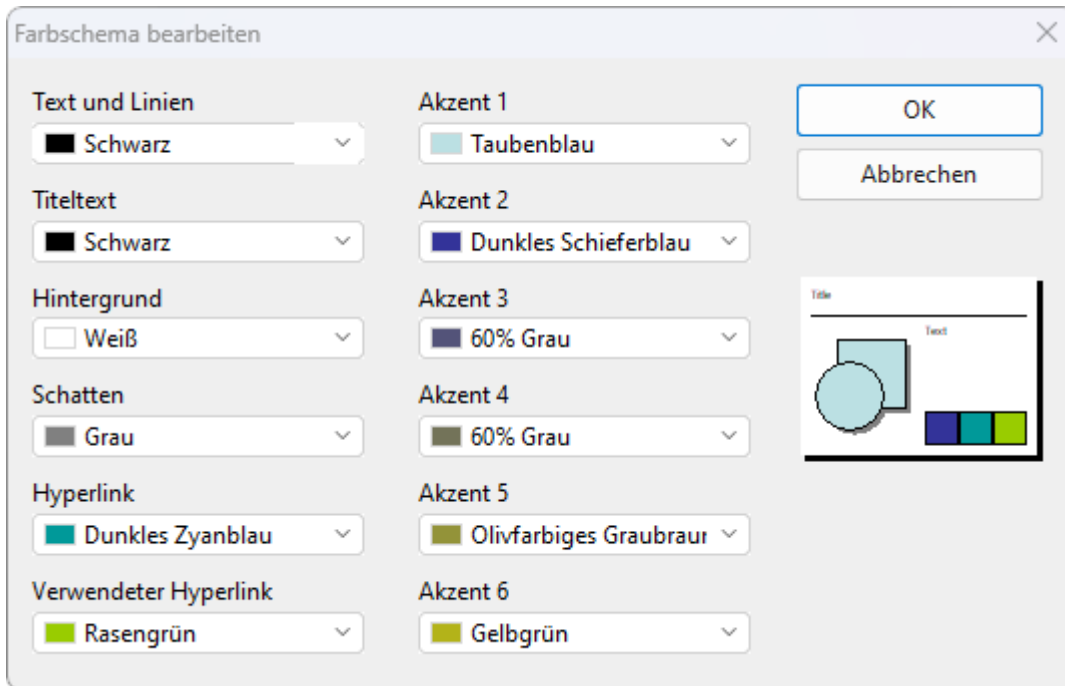 Farbschema bearbeiten
Text und Linien
Schwarz
Titeltext
Schwarz
Hintergrund
Weiß
Schatten
Grau
Hyperlink
Dunkles Zyanblau
Verwendeter Hyperlink
Rasengrün
Akzent 1
Taubenblau
Akzent 2
Dunkles Schieferblau
Akzent 3
60% Grau
Akzent 4
60% Grau
Akzent 5
Olivfarbiges Graubraur
Akzent 6
Gelbgrün
OK
Abbrechen
Title
Text